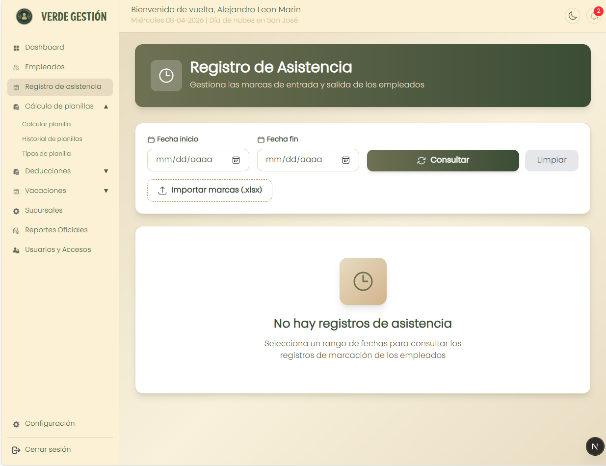 VERDE GESTIÓN
Bienvenido de vuelta, Alejandro Leon Marin
Miércoles 08-04-2026 | Día de nubes en San José
2
Dashboard
Empleados
Registro de asistencia
Cálculo de planillas
Calcular planilla
Historial de planillas
Tipos de planilla
Deducciones
Vacaciones
Sucursales
Reportes Oficiales
Usuarios y Accesos
Configuración
Cerrar sesión
Registro de Asistencia
Gestiona las marcas de entrada y salida de los empleados
Fecha inicio
Fecha fin
mm/dd/aaaa
mm/dd/aaaa
Consultar
Limpiar
Importar marcas (.xlsx)
No hay registros de asistencia
Selecciona un rango de fechas para consultar los
registros de marcación de los empleados
N